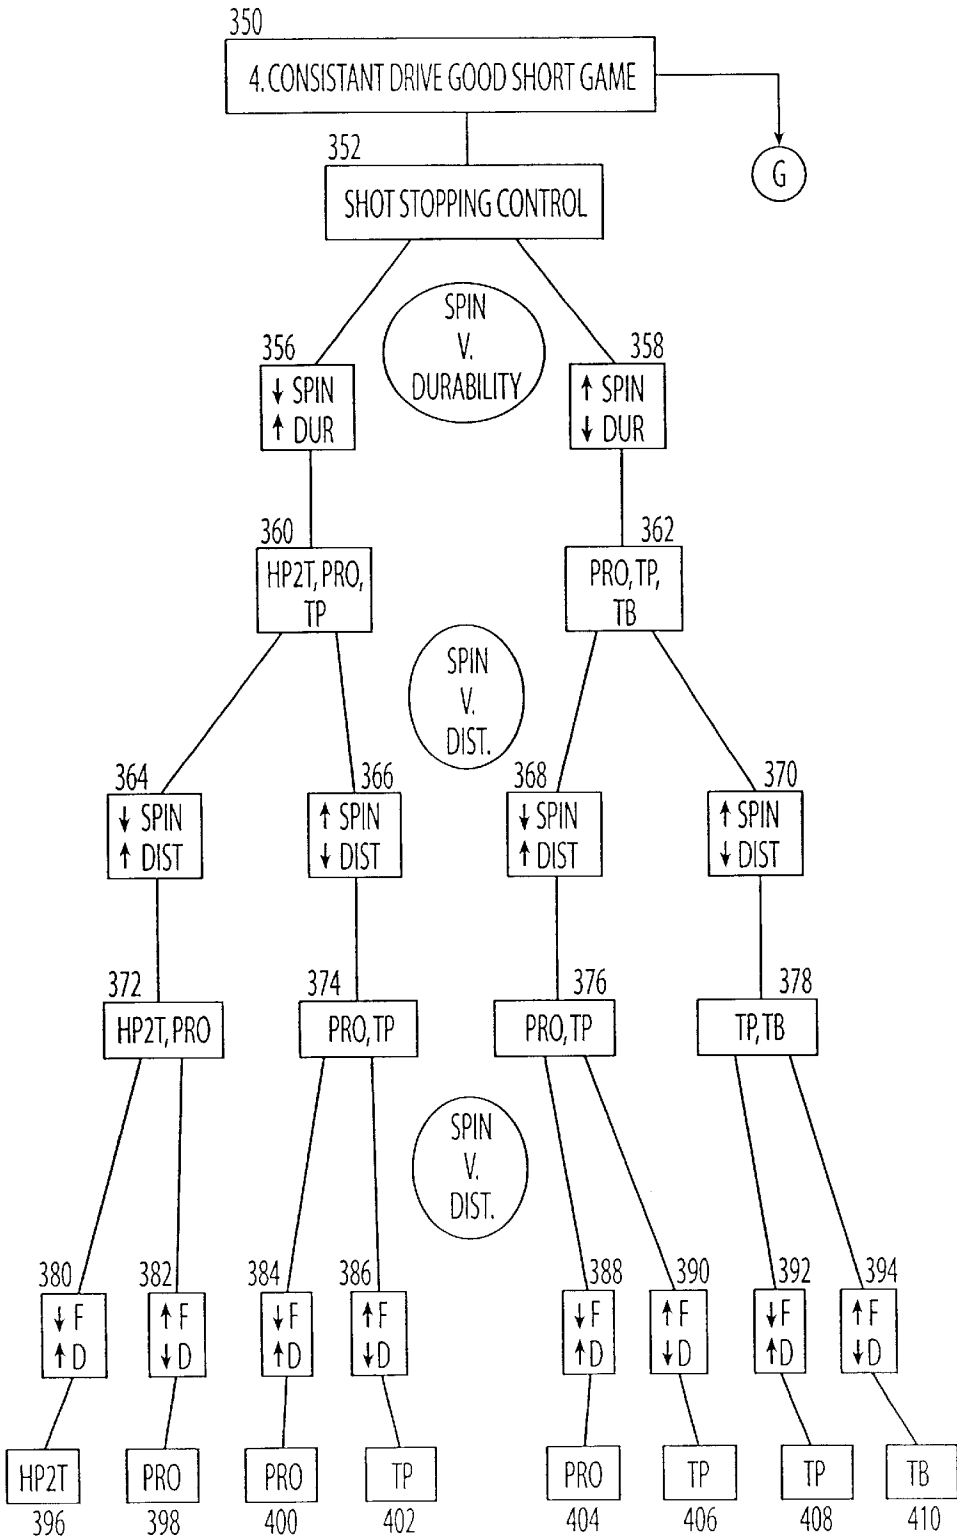 350
4. CONSISTANT DRIVE GOOD SHORT GAME
G
352
SHOT STOPPING CONTROL
SPIN
V.
DURABILITY
356
↓ SPIN
↑ DUR
358
↑ SPIN
↓ DUR
360
HP2T, PRO,
TP
362
PRO, TP,
TB
SPIN
V.
DIST.
364
↓ SPIN
↑ DIST
366
↑ SPIN
↓ DIST
368
↓ SPIN
↑ DIST
370
↑ SPIN
↓ DIST
372
HP2T, PRO
374
PRO, TP
376
PRO, TP
378
TP, TB
SPIN
V.
DIST.
380
↓ F
↑ D
382
↑ F
↓ D
384
↓ F
↑ D
386
↑ F
↓ D
388
↓ F
↑ D
390
↑ F
↓ D
392
↓ F
↑ D
394
↑ F
↓ D
HP2T
396
PRO
398
PRO
400
TP
402
PRO
404
TP
406
TP
408
TB
410